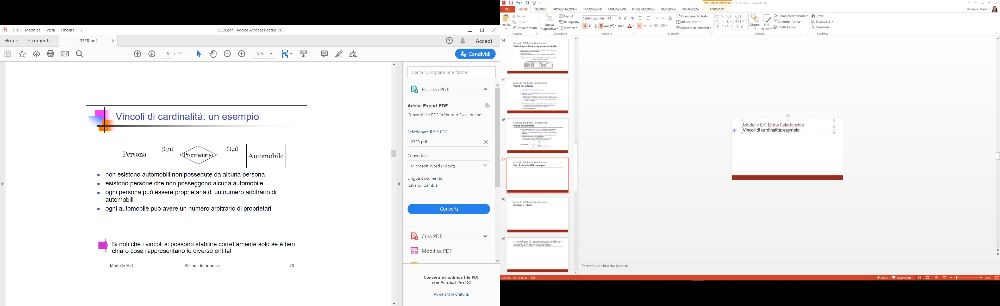 File Modifica Vista Finestra ?
03ER.pdf - Adobe Acrobat Reader DC
Home Strumenti 03ER.pdf × Accedi
15 / 39 131% Condividi
Vincoli di cardinalità: un esempio
Persona (0,n) Proprietario (1,n) Automobile
non esistono automobili non possedute da alcuna persona
esistono persone che non posseggono alcuna automobile
ogni persona può essere proprietaria di un numero arbitrario di
automobili
ogni automobile può avere un numero arbitrario di proprietari
Si noti che i vincoli si possono stabilire correttamente solo se è ben
chiaro cosa rappresentano le diverse entità!
Modello E/R Sistemi Informativi 29
Cerca 'Disegnare una forma'
Esporta PDF
Adobe Export PDF
Converti file PDF in Word o Excel online
Selezionare il file PDF
03ER.pdf
Converti in
Microsoft Word (*.docx)
Lingua documento:
Italiano Cambia
Converti
Crea PDF
Modifica PDF
Converti e modifica file PDF
con Acrobat Pro DC
Avvia prova gratuita
STRUMENTI DISEGNO CORSO SQL - PowerPoint
FILE HOME INSERISCI PROGETTAZIONE TRANSIZIONI ANIMAZIONI PRESENTAZIONE REVISIONE VISUALIZZA FORMATO
Bonanno Daria
Incolla
Taglia
Copia
Copia formato
Appunti
Nuova
diapositiva
Layout
Reimposta
Sezione
Diapositive
Calibri Light (In 43
G C S S abc AV Aa A
Carattere
Orientamento testo
Allinea testo
Converti in SmartArt
Paragrafo
Disponi
Stili
veloci
Riempimento forma
Contorno forma
Effetti forma
Disegno
Trova
Sostituisci
Seleziona
Modifica
14
Modello E/R Entity Relationship
Traduzione entità e associazioni in tabelle
15
Modello E/R Entity Relationship
Vincoli del sistema
16
Modello E/R Entity Relationship
Vincoli di cardinalità
17
Modello E/R Entity Relationship
Vincoli di cardinalità: esempio
18
Modello E/R Entity Relationship
Attributi o entità?
19
I modelli per la rappresentazione dei dati
Modello E/R Entity Relationship
Modello E/R Entity Relationship
Vincoli di cardinalità: esempio
Fare clic per inserire le note
DIAPOSITIVA 17 DI 29
NOTE COMMENTI 33%